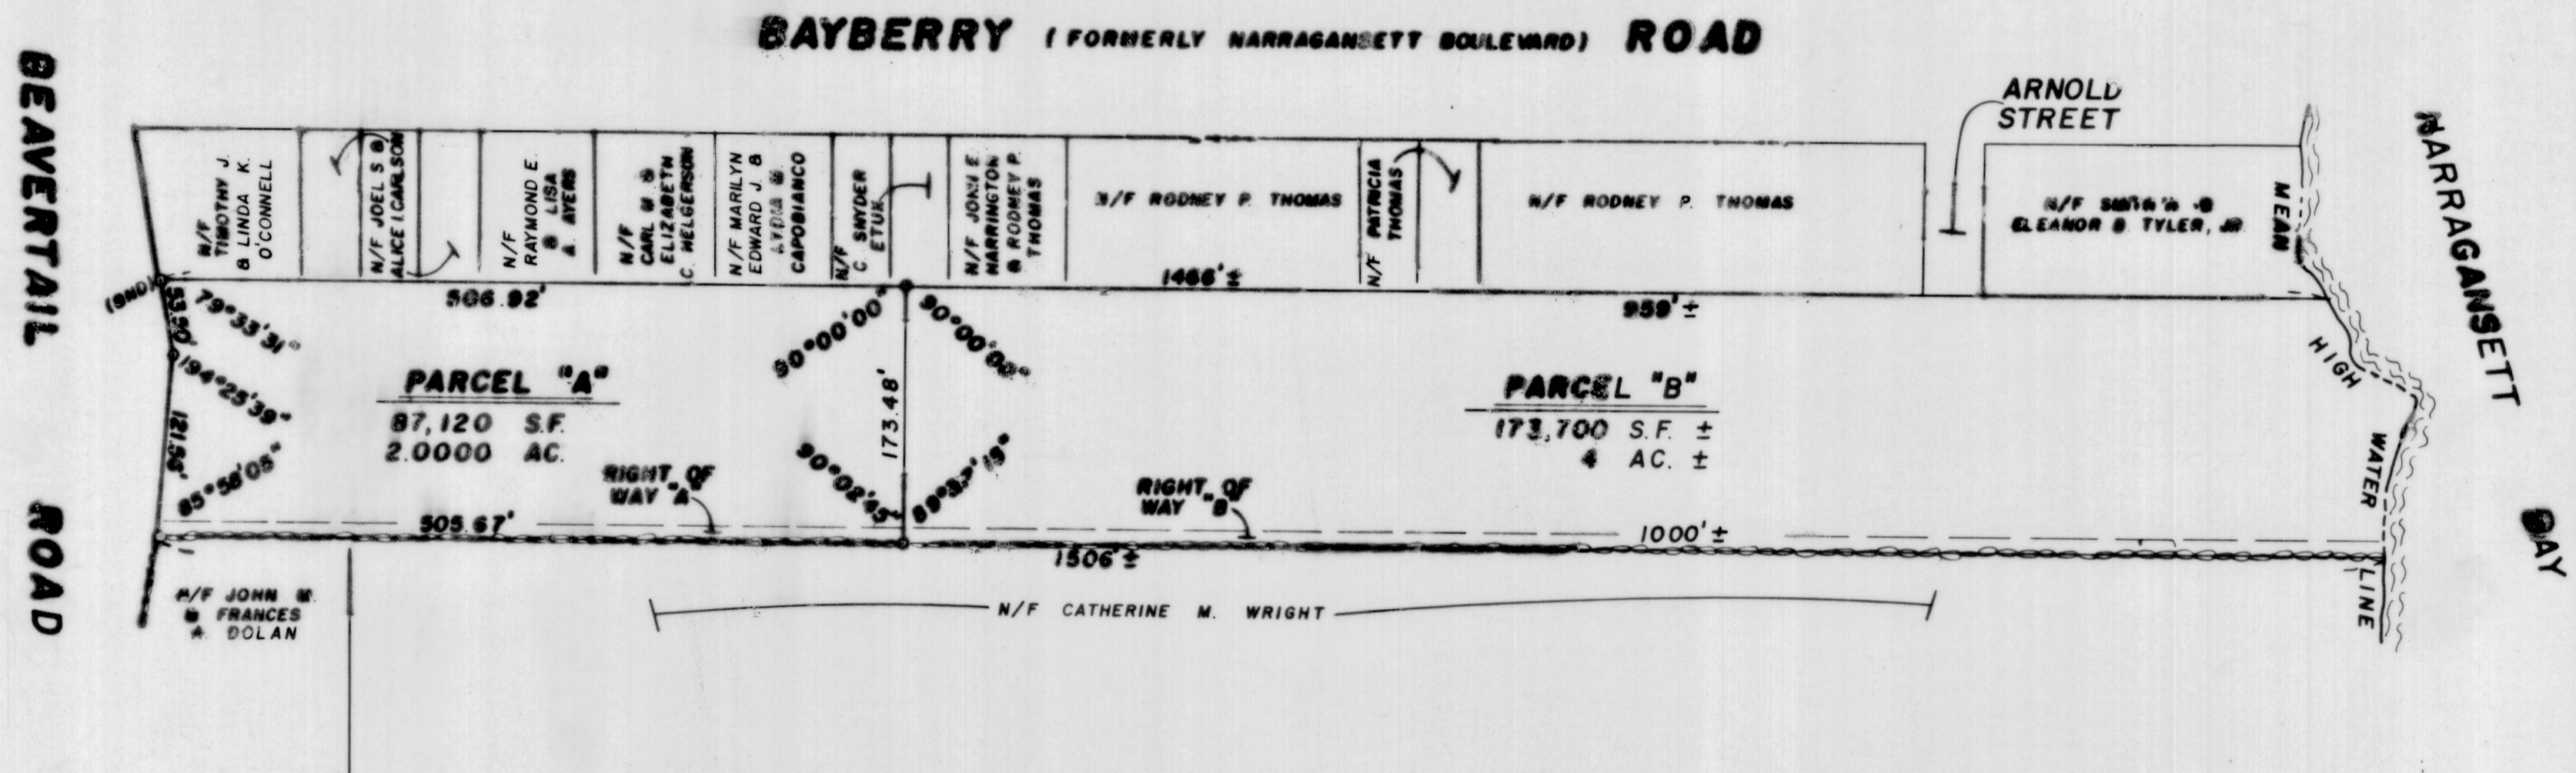 BAYBERRY (FORMERLY NARRAGANSETT BOULEVARD) ROAD
BEAVERTAIL ROAD
ARNOLD
STREET
NARRAGANSETT BAY
N/F
TIMOTHY J.
& LINDA K.
O'CONNELL
N/F JOEL S &
ALICE I CARLSON
N/F
RAYMOND E.
& LISA
A. AYERS
N/F
CARL W &
ELIZABETH
C. HELGERSON
N/F MARILYN
EDWARD J. &
LYDIA
CAPOBIANCO
N/F
C SNYDER
ETUX
N/F JOHN E.
HARRINGTON
& RODNEY P.
THOMAS
N/F RODNEY P. THOMAS
N/F PATRICIA
THOMAS
N/F RODNEY P. THOMAS
N/F
ELEANOR B. TYLER, JR.
MEAN
HIGH
WATER
LINE
(BND)
506.92'
1466'±
959'±
53.90'
79°33'31"
194°25'39"
121.56'
85°58'05"
90°00'00"
90°00'00"
173.48'
PARCEL "A"
87,120 S.F.
2.0000 AC.
PARCEL "B"
173,700 S.F. ±
4 AC. ±
RIGHT OF
WAY "A"
RIGHT OF
WAY "B"
505.67'
1506'±
1000'±
N/F JOHN M.
& FRANCES
A. DOLAN
N/F CATHERINE M. WRIGHT